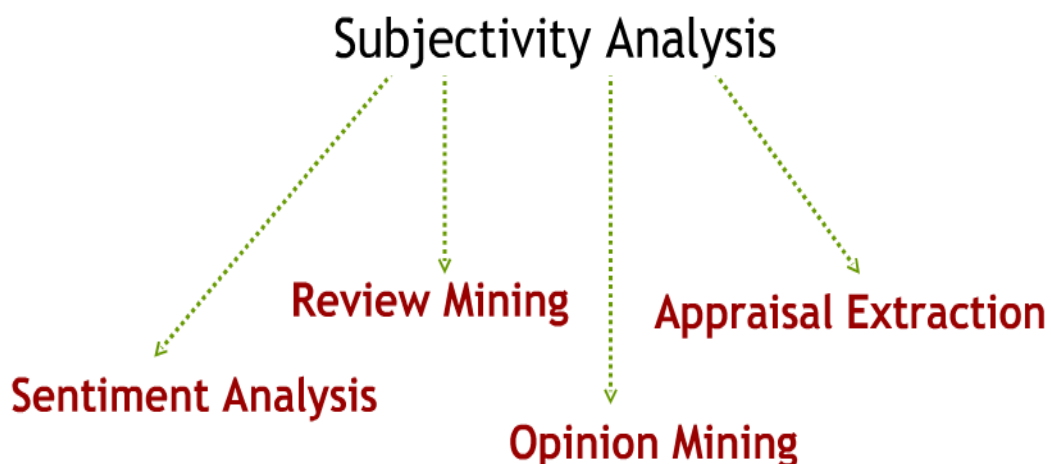 Subjectivity Analysis
Review Mining
Appraisal Extraction
Sentiment Analysis
Opinion Mining